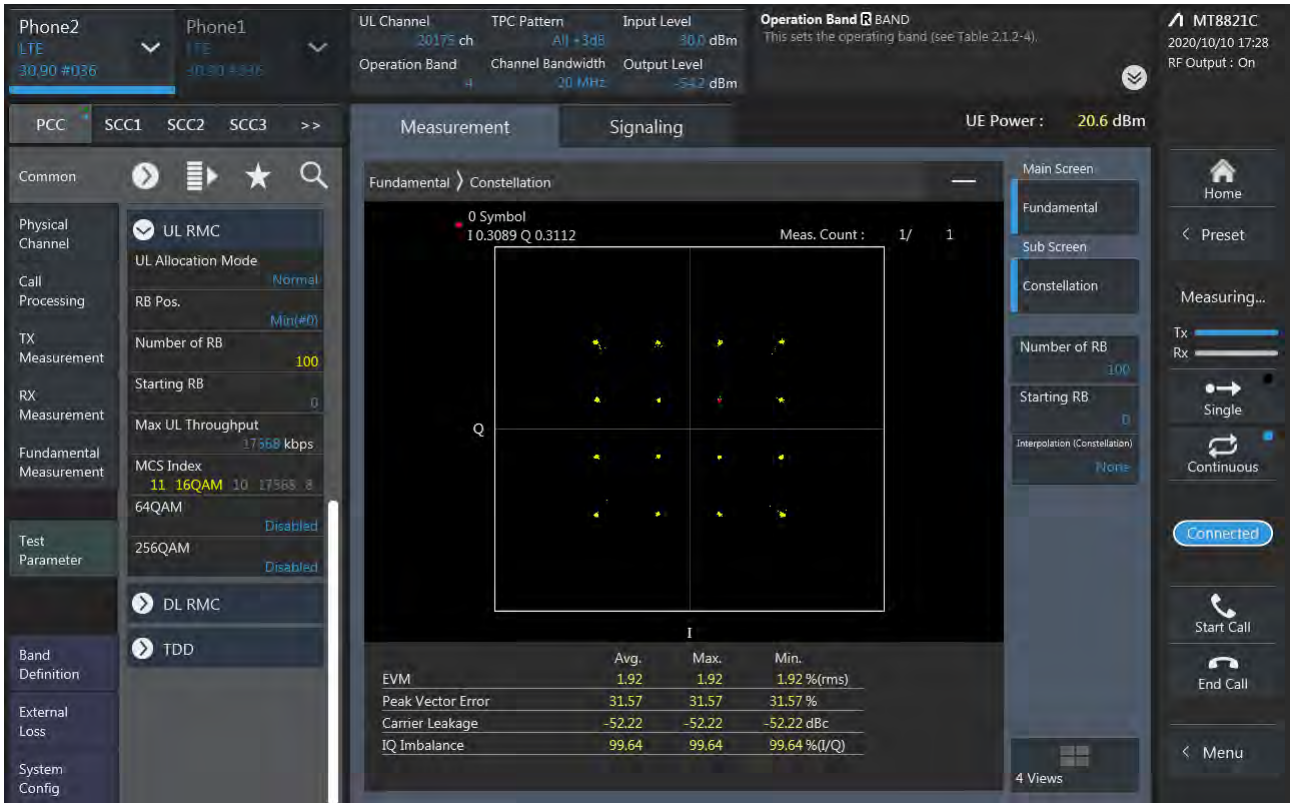 Phone2
LTE
30.90 #036
Phone1
LTE
30.90 #036
UL Channel
20175 ch
Operation Band
4
TPC Pattern
All +3dB
Channel Bandwidth
20 MHz
Input Level
30.0 dBm
Output Level
-54.2 dBm
Operation Band R BAND
This sets the operating band (see Table 2.1.2-4).
MT8821C
2020/10/10 17:28
RF Output : On
PCC SCC1 SCC2 SCC3 >>
Measurement
Signaling
UE Power : 20.6 dBm
Common
Physical
Channel
Call
Processing
TX
Measurement
RX
Measurement
Fundamental
Measurement
Test
Parameter
Band
Definition
External
Loss
System
Config
UL RMC
UL Allocation Mode
Normal
RB Pos.
Min(#0)
Number of RB
100
Starting RB
0
Max UL Throughput
17568 kbps
MCS Index
11 16QAM 10 17568 8
64QAM
Disabled
256QAM
Disabled
DL RMC
TDD
Fundamental > Constellation
0 Symbol
I 0.3089 Q 0.3112
Meas. Count : 1/ 1
Q
I
Avg. Max. Min.
EVM 1.92 1.92 1.92 %(rms)
Peak Vector Error 31.57 31.57 31.57 %
Carrier Leakage -52.22 -52.22 -52.22 dBc
IQ Imbalance 99.64 99.64 99.64 %(I/Q)
Main Screen
Fundamental
Sub Screen
Constellation
Number of RB
100
Starting RB
0
Interpolation (Constellation)
None
4 Views
Home
< Preset
Measuring...
Tx
Rx
Single
Continuous
Connected
Start Call
End Call
< Menu